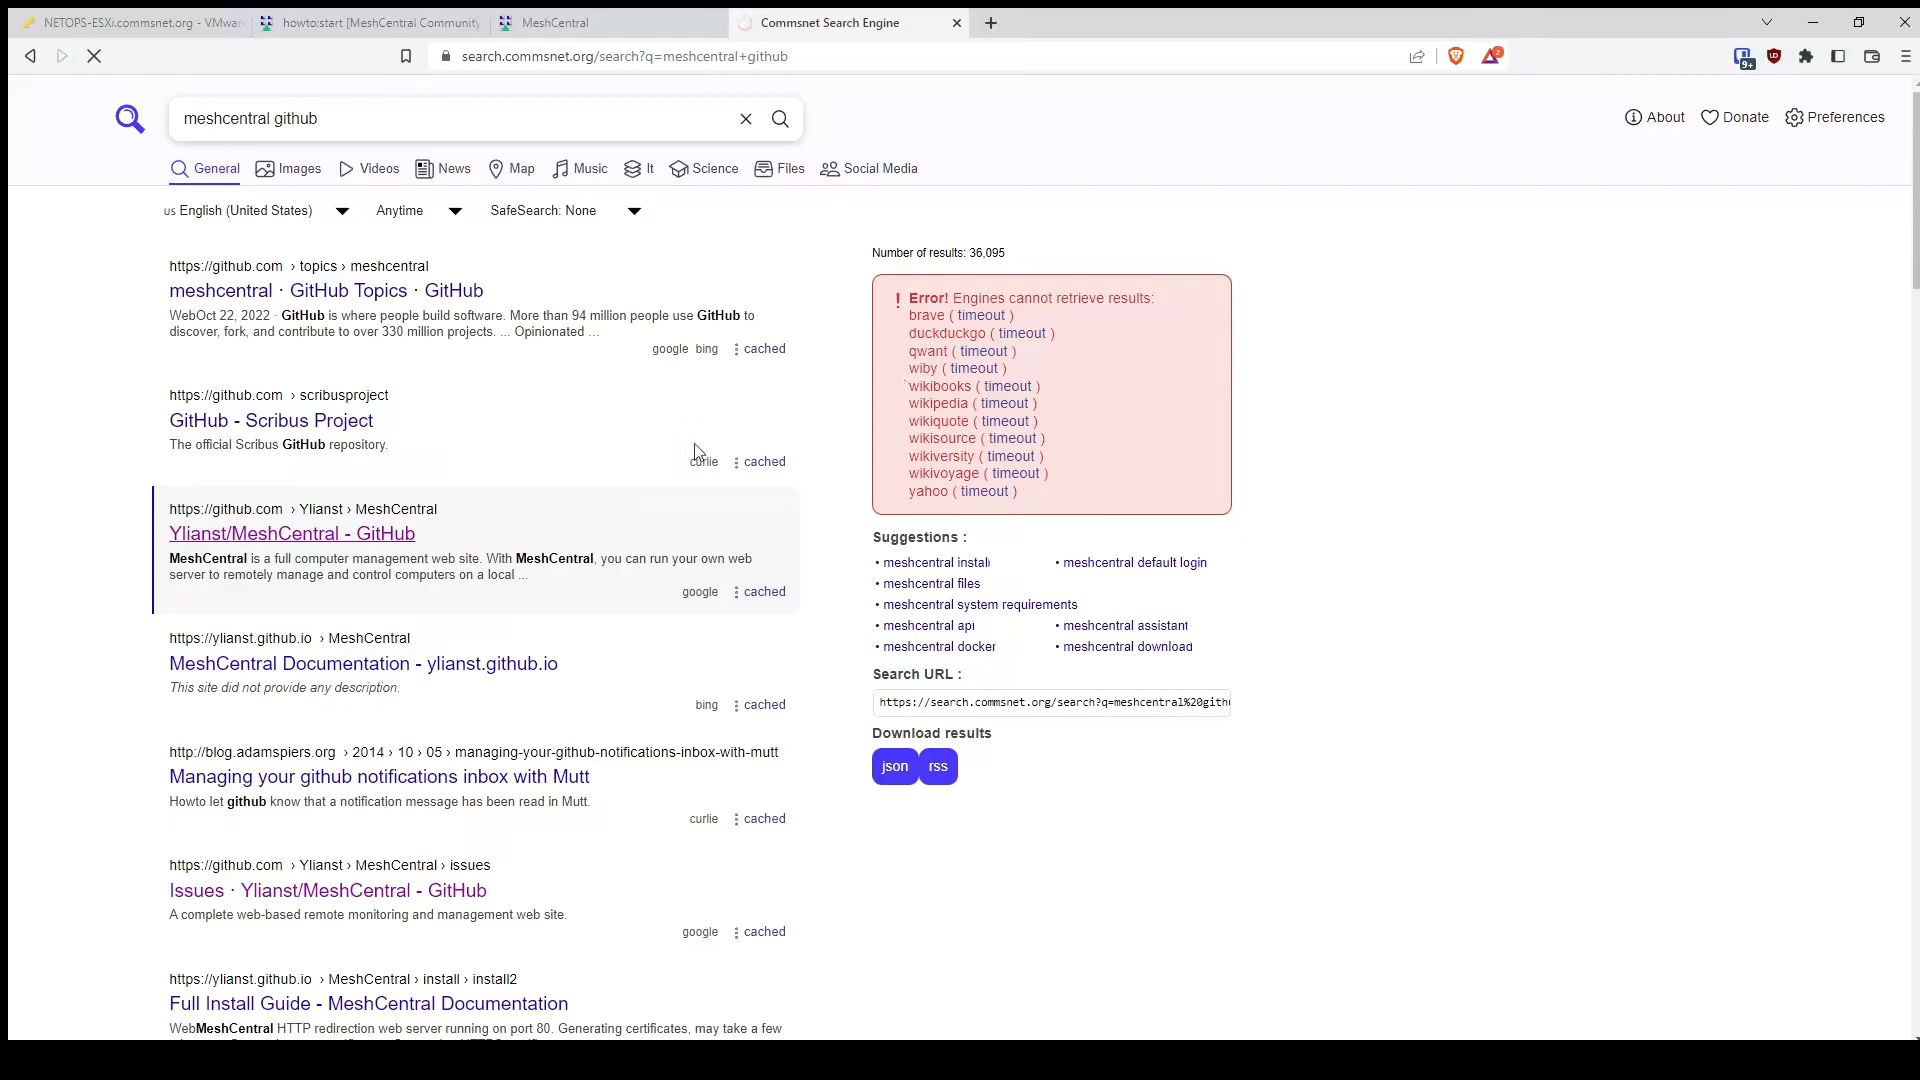 NETOPS-ESXi.commsnet.org - VMwar
howto:start [MeshCentral Community
MeshCentral
Commsnet Search Engine
search.commsnet.org/search?q=meshcentral+github
2
9+
meshcentral github
About
Donate
Preferences
General
Images
Videos
News
Map
Music
It
Science
Files
Social Media
us English (United States)
Anytime
SafeSearch: None
https://github.com › topics › meshcentral
meshcentral · GitHub Topics · GitHub
WebOct 22, 2022 · GitHub is where people build software. More than 94 million people use GitHub to
discover, fork, and contribute to over 330 million projects. ... Opinionated ...
google bing cached
https://github.com › scribusproject
GitHub - Scribus Project
The official Scribus GitHub repository.
curlie cached
https://github.com › Ylianst › MeshCentral
Ylianst/MeshCentral - GitHub
MeshCentral is a full computer management web site. With MeshCentral, you can run your own web
server to remotely manage and control computers on a local ...
google cached
https://ylianst.github.io › MeshCentral
MeshCentral Documentation - ylianst.github.io
This site did not provide any description.
bing cached
http://blog.adamspiers.org › 2014 › 10 › 05 › managing-your-github-notifications-inbox-with-mutt
Managing your github notifications inbox with Mutt
Howto let github know that a notification message has been read in Mutt.
curlie cached
https://github.com › Ylianst › MeshCentral › issues
Issues · Ylianst/MeshCentral - GitHub
A complete web-based remote monitoring and management web site.
google cached
https://ylianst.github.io › MeshCentral › install › install2
Full Install Guide - MeshCentral Documentation
WebMeshCentral HTTP redirection web server running on port 80. Generating certificates, may take a few
Number of results: 36,095
! Error! Engines cannot retrieve results:
brave ( timeout )
duckduckgo ( timeout )
qwant ( timeout )
wiby ( timeout )
wikibooks ( timeout )
wikipedia ( timeout )
wikiquote ( timeout )
wikisource ( timeout )
wikiversity ( timeout )
wikivoyage ( timeout )
yahoo ( timeout )
Suggestions :
• meshcentral install
• meshcentral default login
• meshcentral files
• meshcentral system requirements
• meshcentral api
• meshcentral assistant
• meshcentral docker
• meshcentral download
Search URL :
https://search.commsnet.org/search?q=meshcentral%20gith
Download results
json
rss